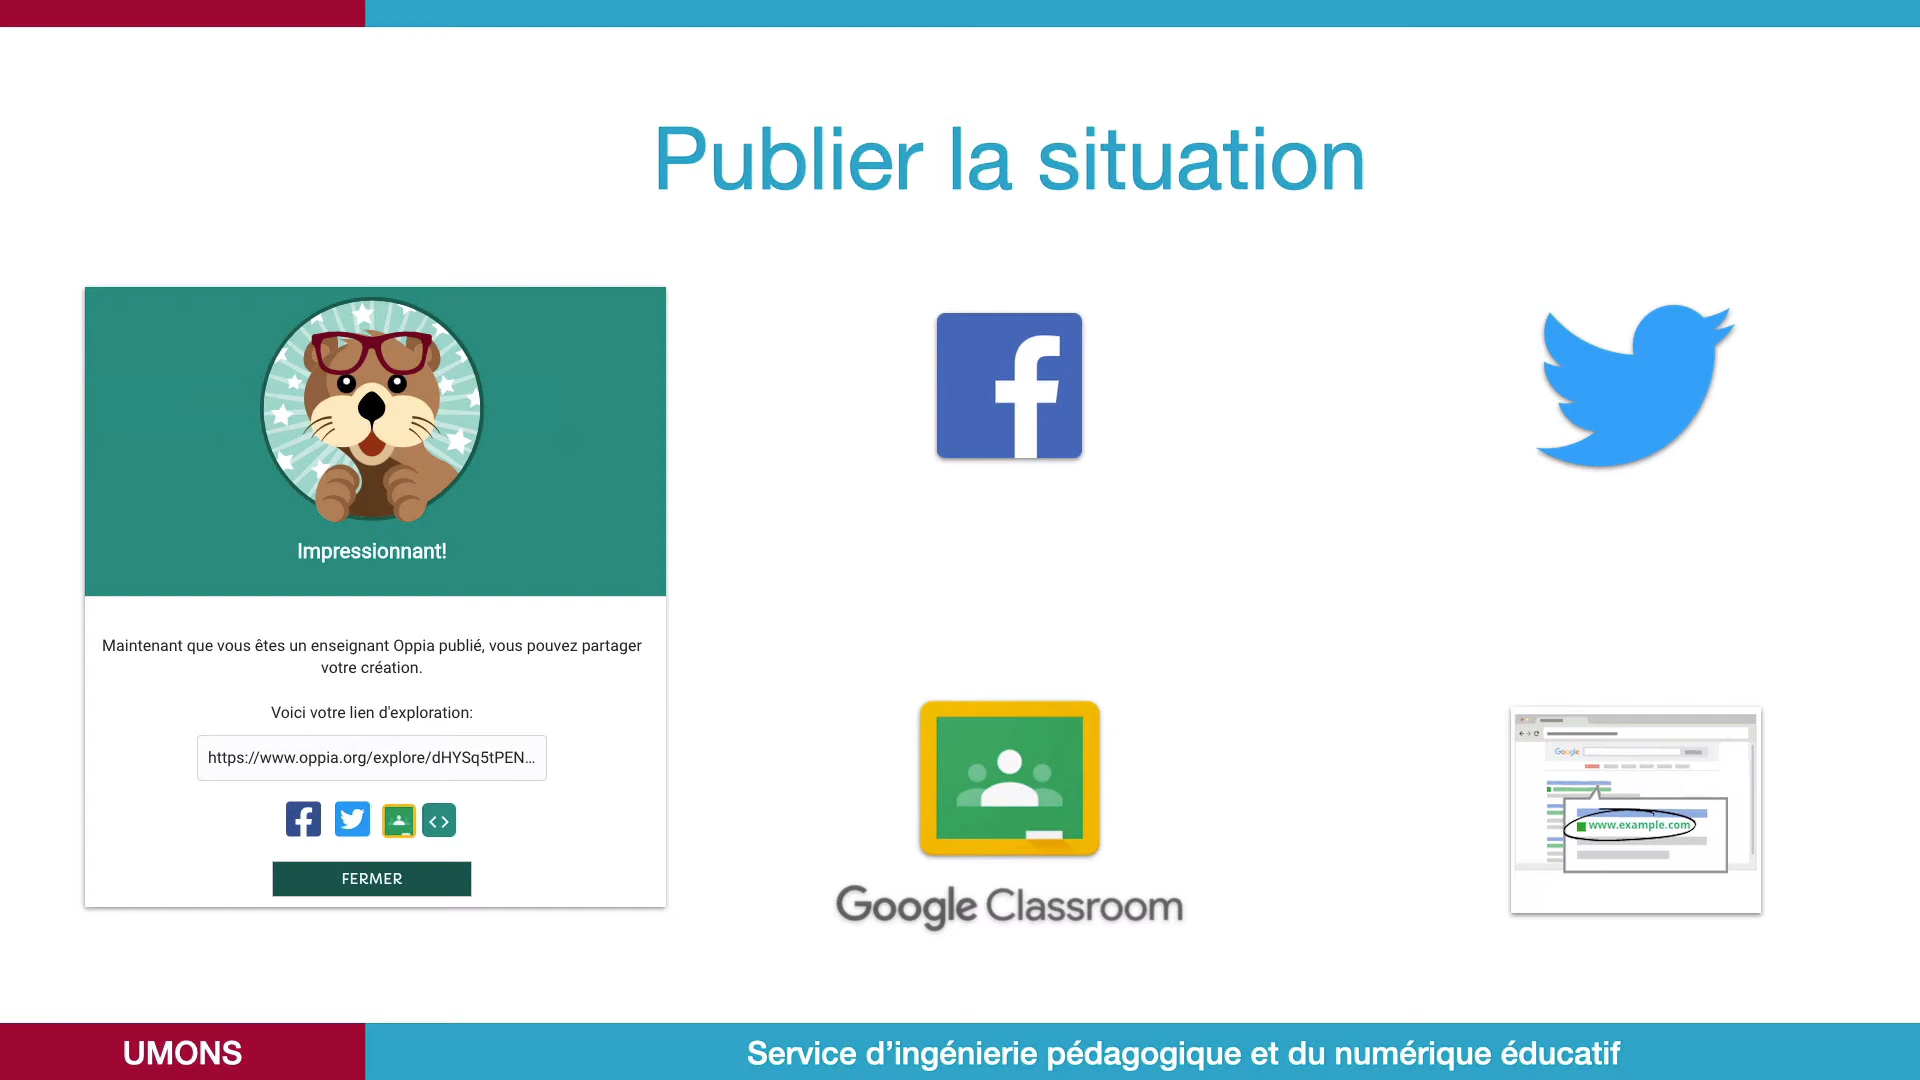 Publier la situation
Impressionnant!
Maintenant que vous êtes un enseignant Oppia publié, vous pouvez partager
votre création.
Voici votre lien d'exploration:
https://www.oppia.org/explore/dHYSq5tPEN...
FERMER
Google Classroom
Google
www.example.com
UMONS
Service d’ingénierie pédagogique et du numérique éducatif